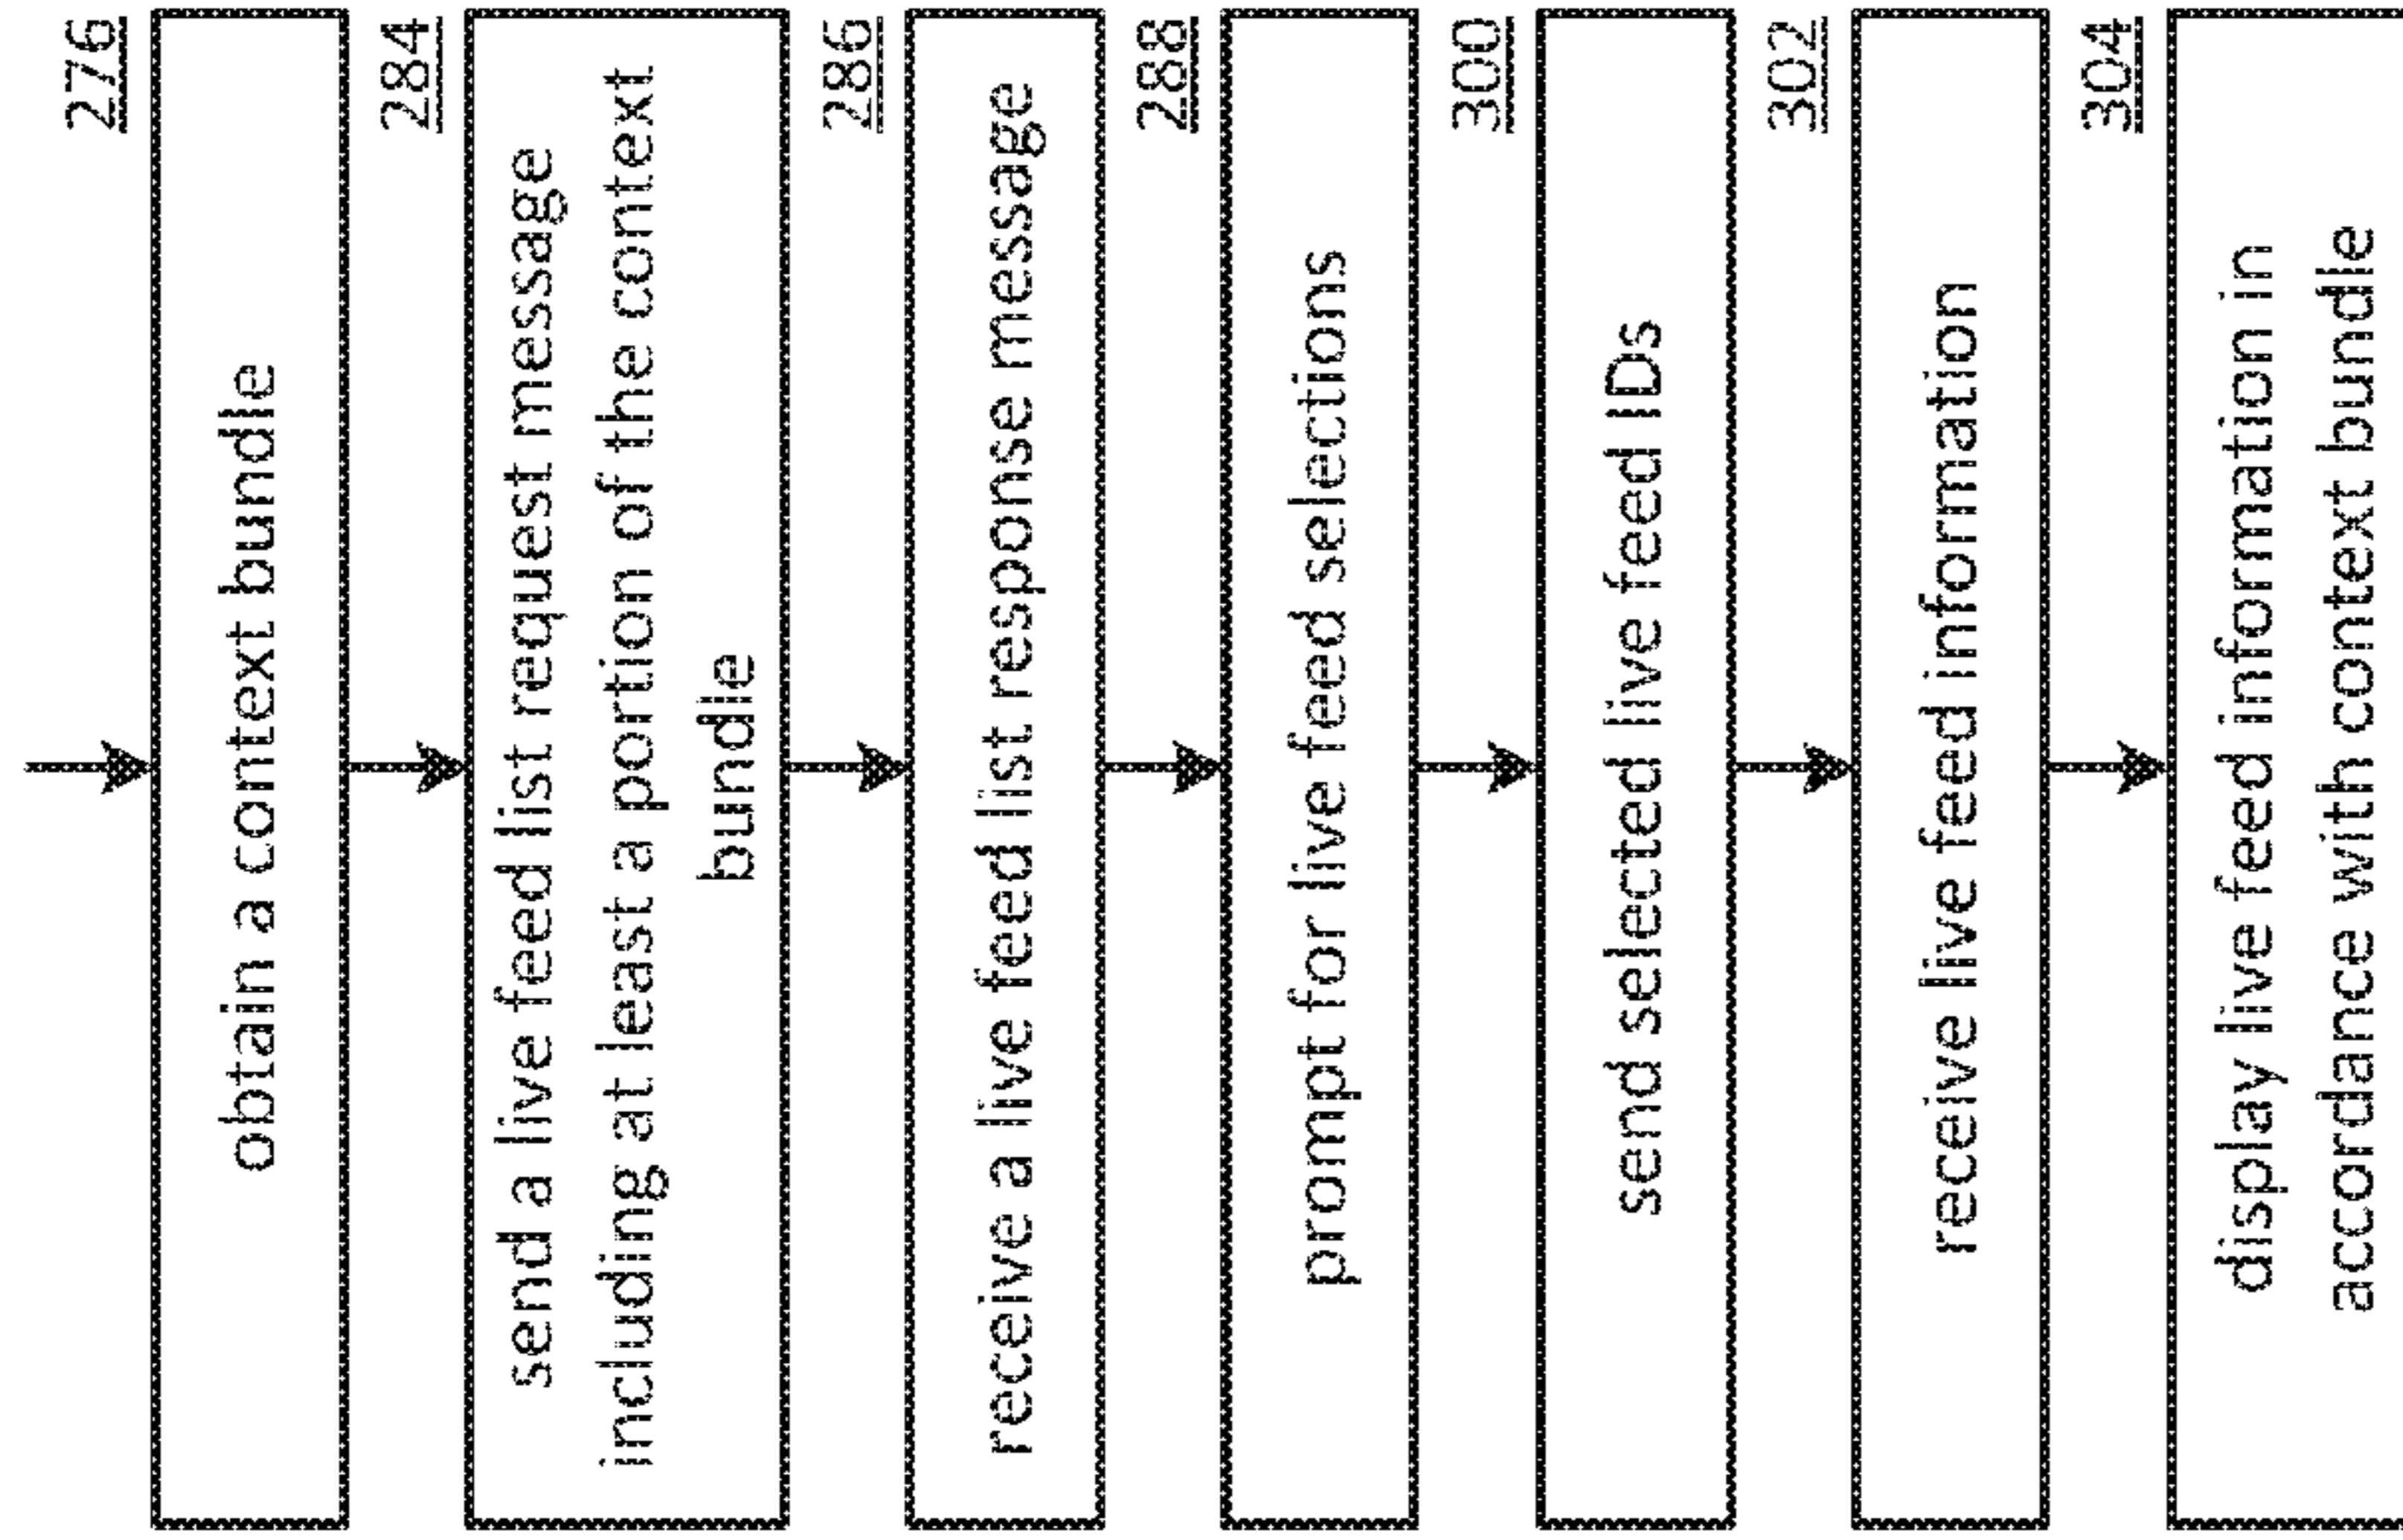 276
obtain a context bundle
284
send a live feed list request message
including at least a portion of the context
bundle
286
receive a live feed list response message
288
prompt for live feed selections
300
send selected live feed IDs
302
receive live feed information
304
display live feed information in
accordance with context bundle